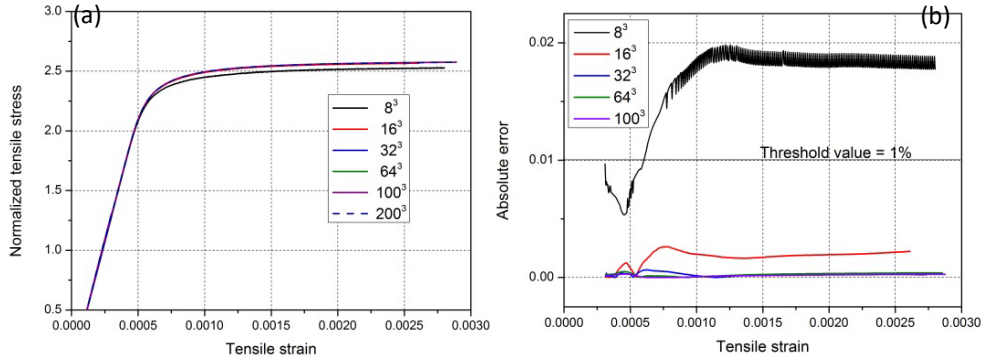 (a)
3.0
2.5
2.0
1.5
1.0
0.5
Normalized tensile stress
8³
16³
32³
64³
100³
200³
0.0000 0.0005 0.0010 0.0015 0.0020 0.0025 0.0030
Tensile strain
(b)
0.02
0.01
0.00
Absolute error
8³
16³
32³
64³
100³
Threshold value = 1%
0.0000 0.0005 0.0010 0.0015 0.0020 0.0025 0.0030
Tensile strain